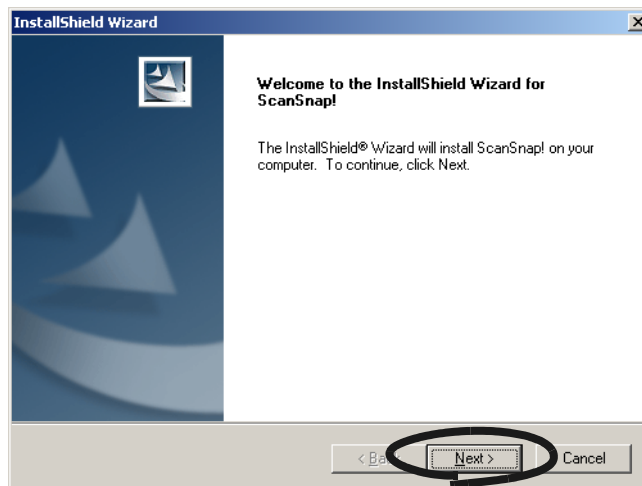 InstallShield Wizard
Welcome to the InstallShield Wizard for
ScanSnap!
The InstallShield® Wizard will install ScanSnap! on your
computer. To continue, click Next.
< Ba
Next >
Cancel